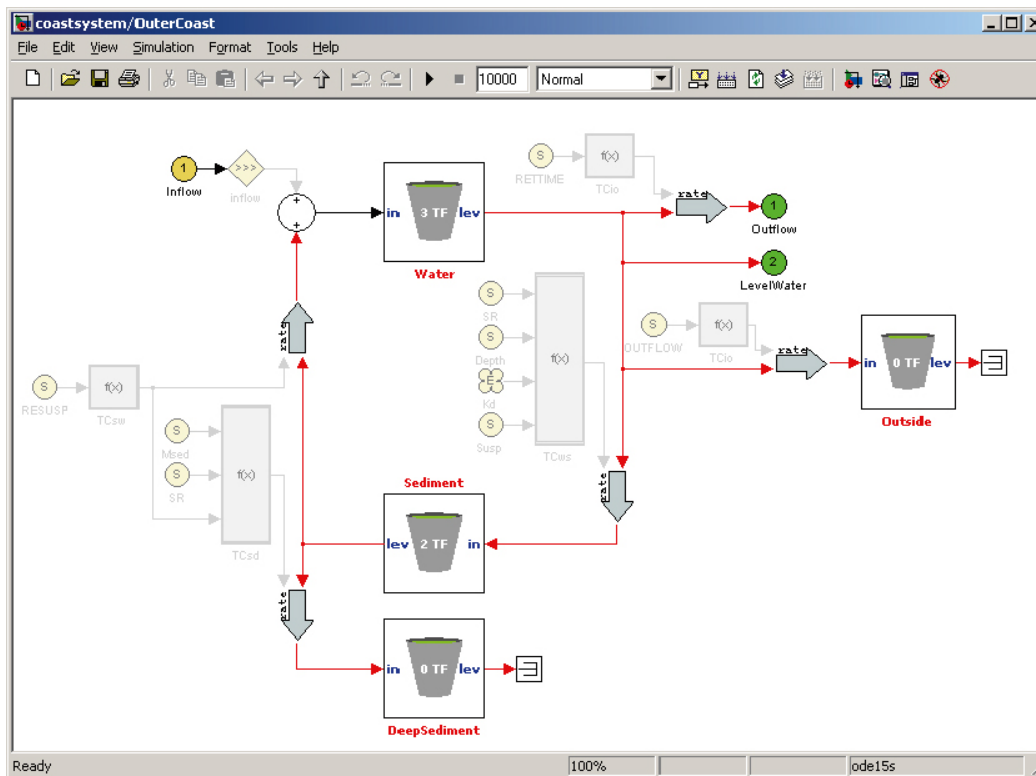 coastsystem/OuterCoast
File Edit View Simulation Format Tools Help
10000 Normal
1
Inflow
>>>
inflow
+
+
in 3 TF lev
Water
S
RETTIME
f(x)
TCio
rate
1
Outflow
2
LevelWater
S
SR
S
Depth
E
Kd
S
Susp
f(x)
TCws
S
OUTFLOW
f(x)
TCio
rate
in 0 TF lev
Outside
rate
S
RESUSP
f(x)
TCsw
S
Msed
S
SR
f(x)
TCsd
rate
Sediment
lev 2 TF in
rate
in 0 TF lev
DeepSediment
Ready 100% ode15s